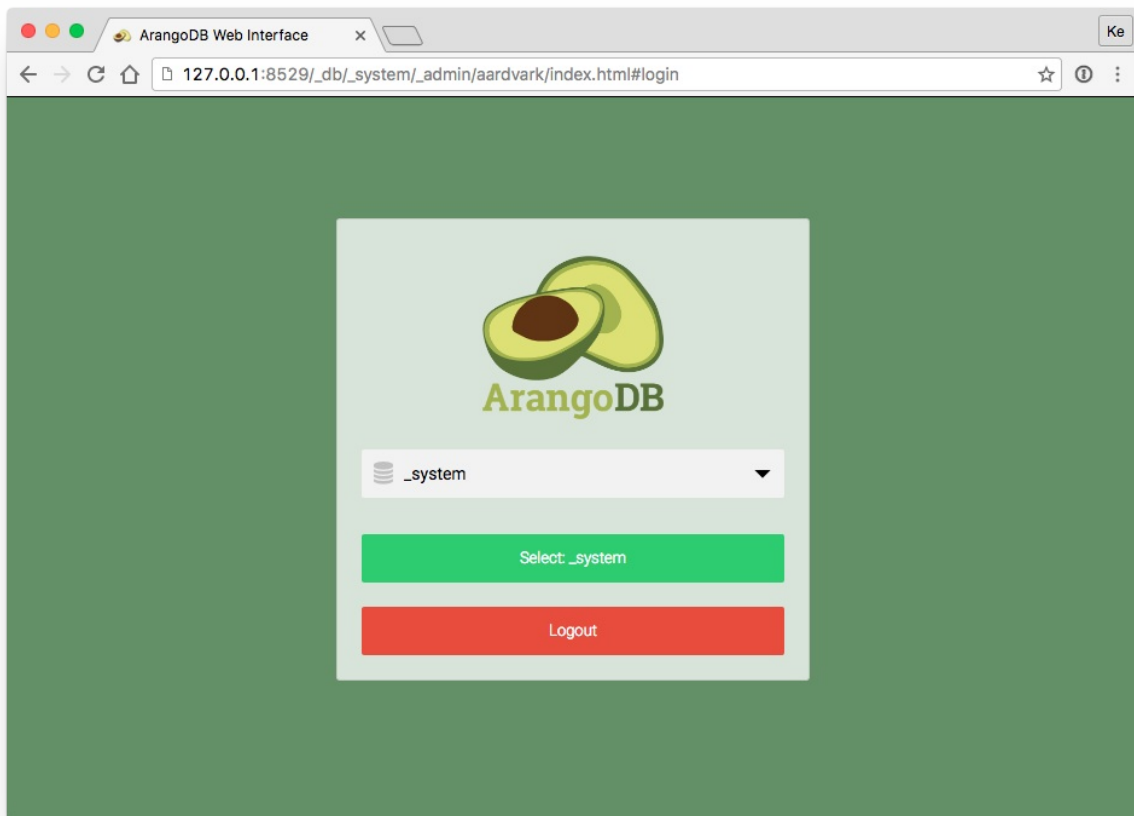 ArangoDB Web Interface
Ke
127.0.0.1:8529/_db/_system/_admin/aardvark/index.html#login
ArangoDB
_system
Select: _system
Logout